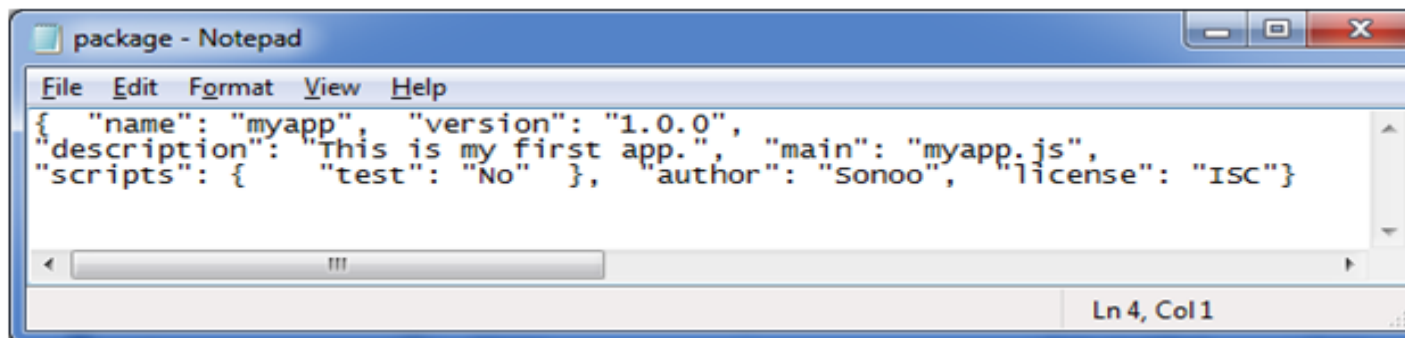 package - Notepad
File Edit Format View Help
{  "name": "myapp",  "version": "1.0.0",
"description": "This is my first app.",  "main": "myapp.js",
"scripts": {    "test": "No"  },  "author": "Sonoo",  "license": "ISC"}
Ln 4, Col 1